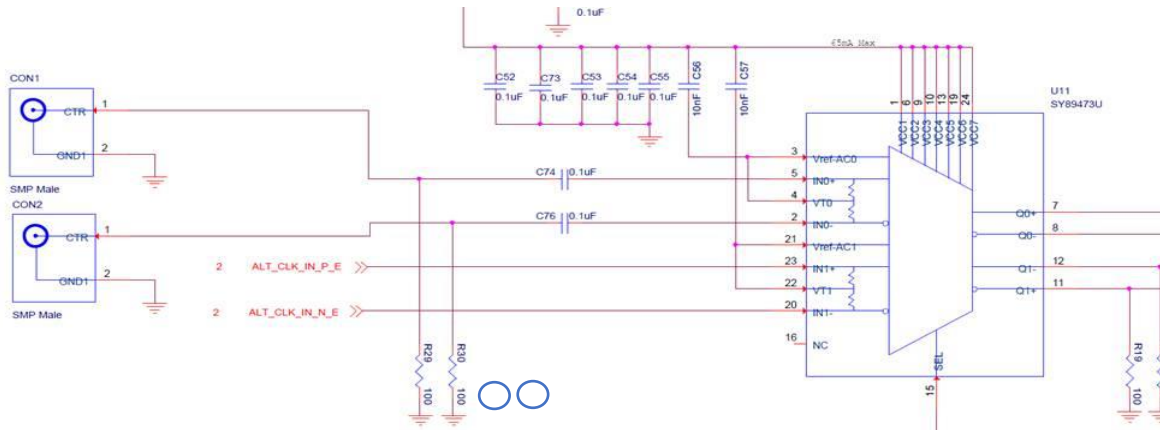 0.1uF
65mA Max
C52
0.1uF
C73
0.1uF
C53
0.1uF
C54
0.1uF
C55
0.1uF
C56
10nF
C57
10nF
U11
SY89473U
CON1
CTR
1
GND1
2
SMP Male
CON2
CTR
1
GND1
2
SMP Male
C74
0.1uF
C76
0.1uF
2 ALT_CLK_IN_P_E
2 ALT_CLK_IN_N_E
R29
100
R30
100
1
6
9
10
13
19
24
VCC1
VCC2
VCC3
VCC4
VCC5
VCC6
VCC7
3 Vref-AC0
5 IN0+
4 VT0
2 IN0-
21 Vref-AC1
23 IN1+
22 VT1
20 IN1-
16 NC
SEL
15
Q0+ 7
Q0- 8
Q1- 12
Q1+ 11
R19
100